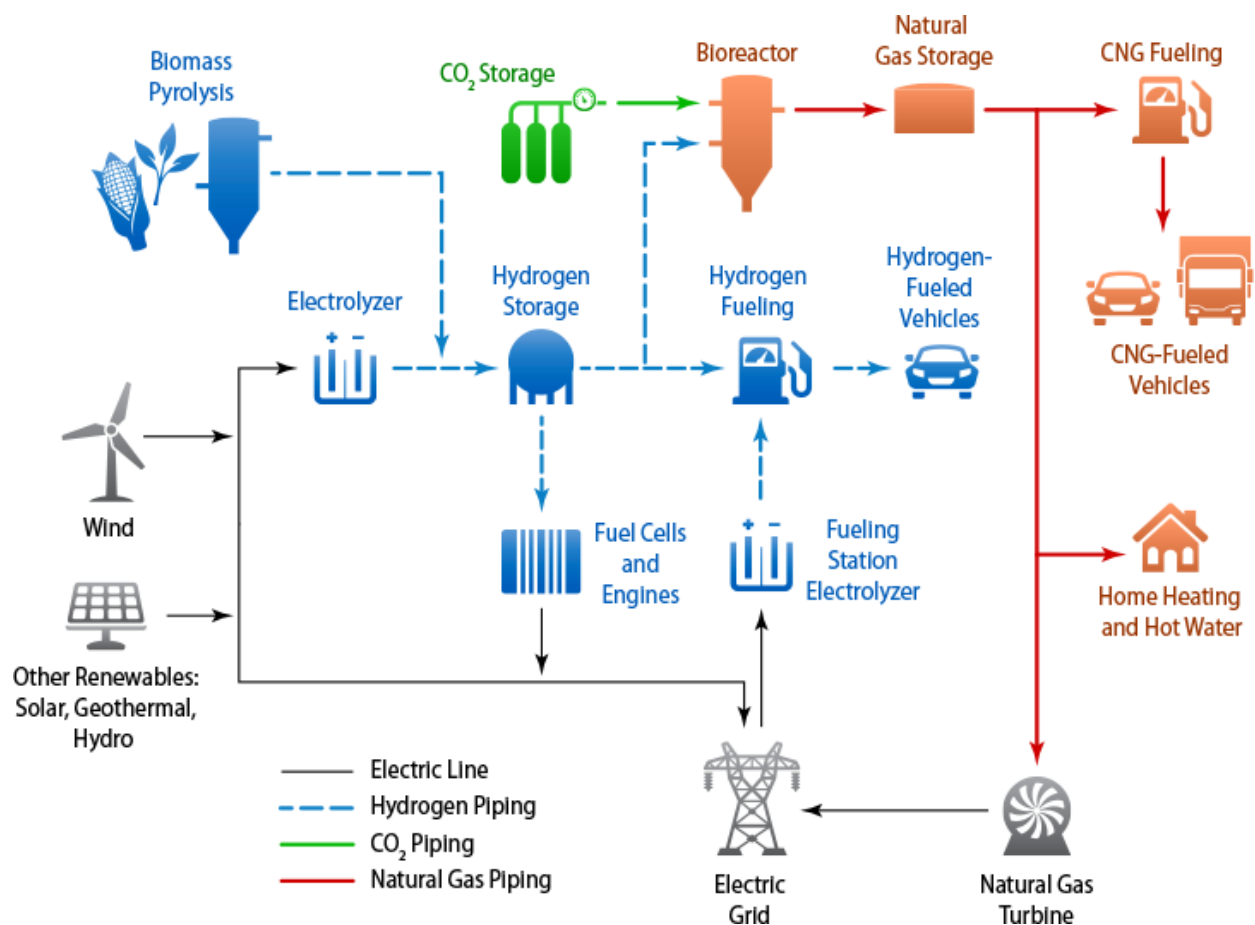 Biomass
Pyrolysis
CO₂ Storage
Bioreactor
Natural
Gas Storage
CNG Fueling
Electrolyzer
Hydrogen
Storage
Hydrogen
Fueling
Hydrogen-
Fueled
Vehicles
CNG-Fueled
Vehicles
+ −
Wind
Fuel Cells
and
Engines
+ −
Fueling
Station
Electrolyzer
Home Heating
and Hot Water
Other Renewables:
Solar, Geothermal,
Hydro
Electric Line
Hydrogen Piping
CO₂ Piping
Natural Gas Piping
Electric
Grid
Natural Gas
Turbine